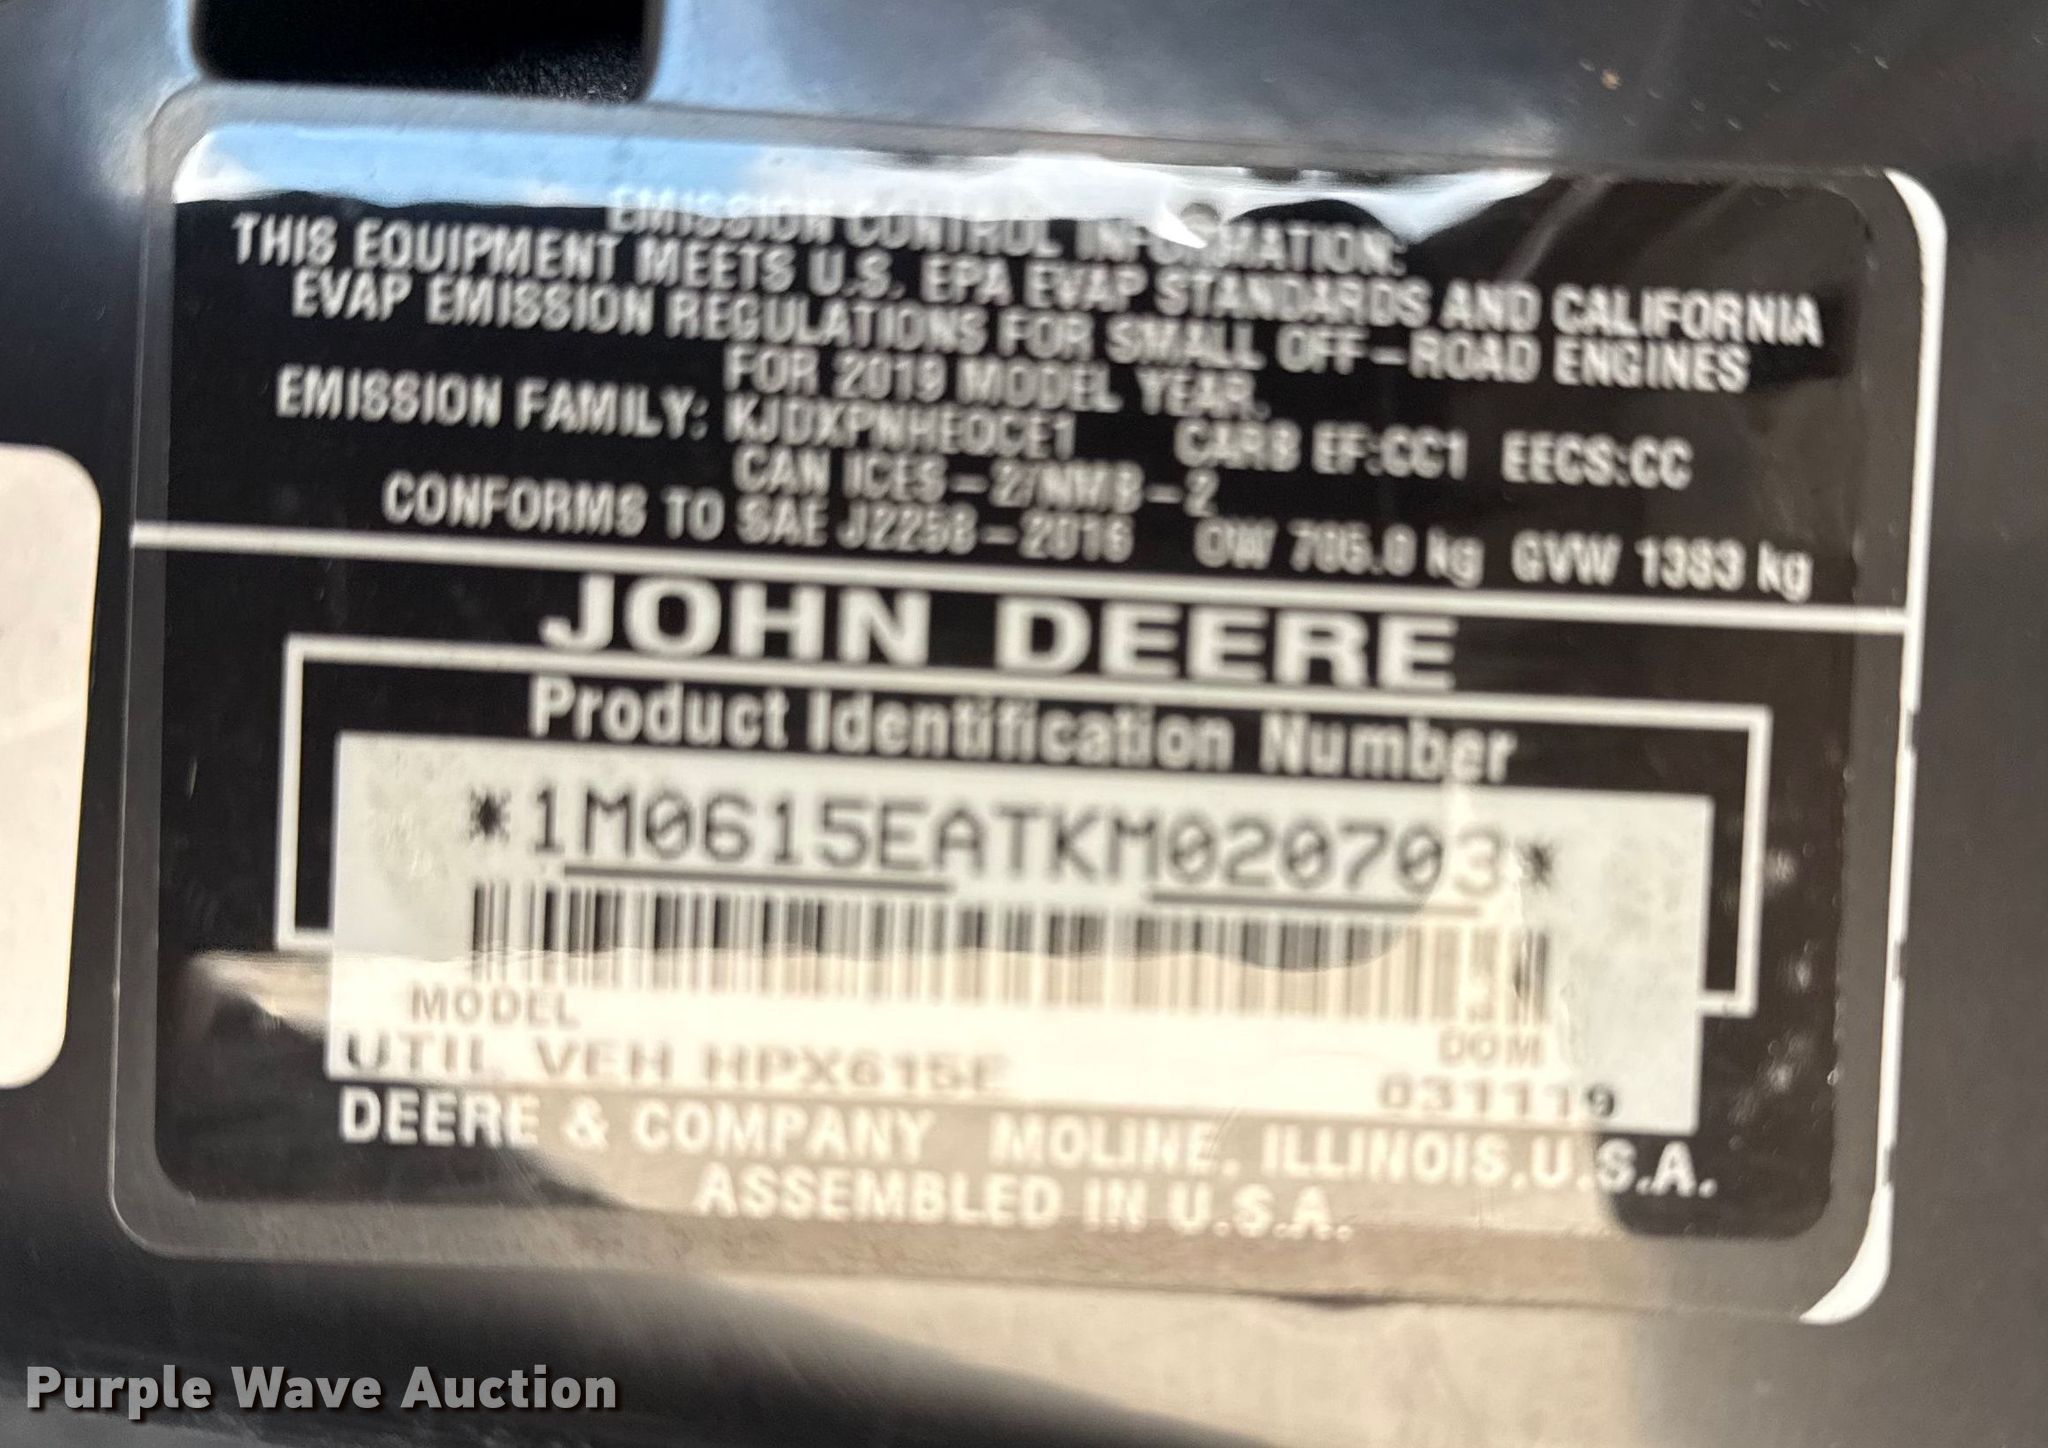 EMISSION CONTROL INFORMATION:
THIS EQUIPMENT MEETS U.S. EPA EVAP STANDARDS AND CALIFORNIA
EVAP EMISSION REGULATIONS FOR SMALL OFF-ROAD ENGINES
FOR 2019 MODEL YEAR.
EMISSION FAMILY: KJDXPNHEOCE1 CARB EF:CC1 EECS:CC
CAN ICES-2/NMB-2
CONFORMS TO SAE J2258-2016 OW 705.0 kg GVW 1383 kg
JOHN DEERE
Product Identification Number
*1M0615EATKM020703*
MODEL DOM
UTIL VEH HPX615E 031119
DEERE & COMPANY MOLINE, ILLINOIS, U.S.A.
ASSEMBLED IN U.S.A.
Purple Wave Auction